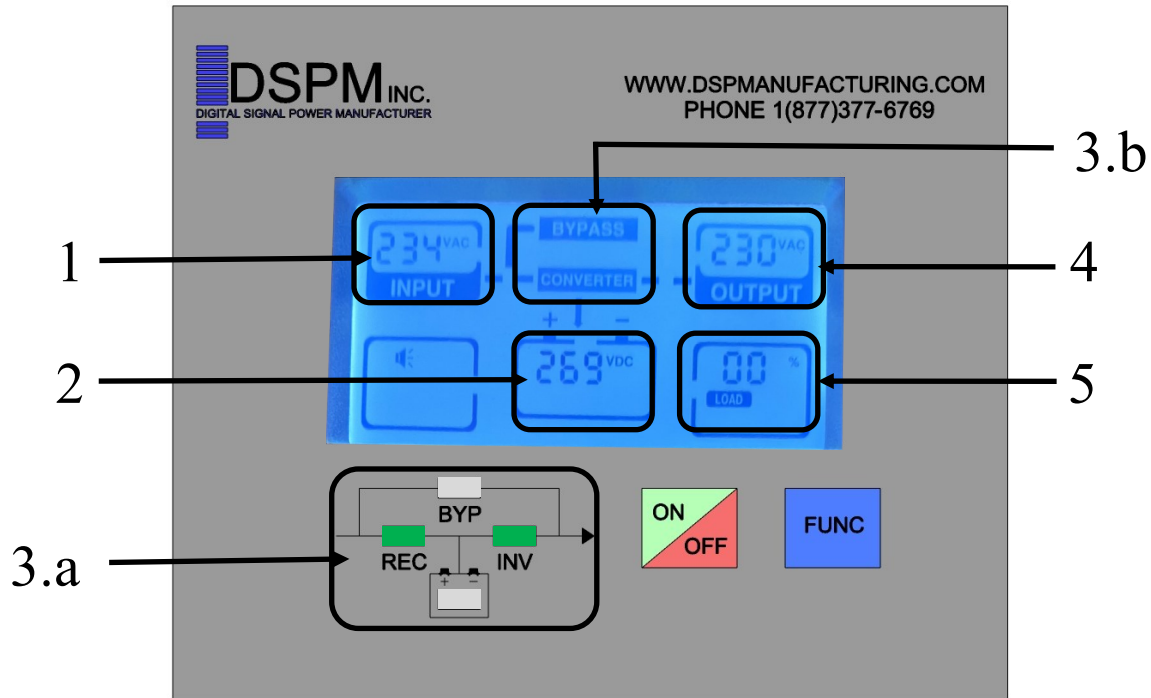 DSPM INC.
DIGITAL SIGNAL POWER MANUFACTURER
WWW.DSPMANUFACTURING.COM
PHONE 1(877)377-6769
3.b
1
234 VAC
INPUT
BYPASS
CONVERTER
230 VAC
OUTPUT
4
2
+ −
269 VDC
00 %
LOAD
5
3.a
BYP
REC
INV
+ −
ON
OFF
FUNC